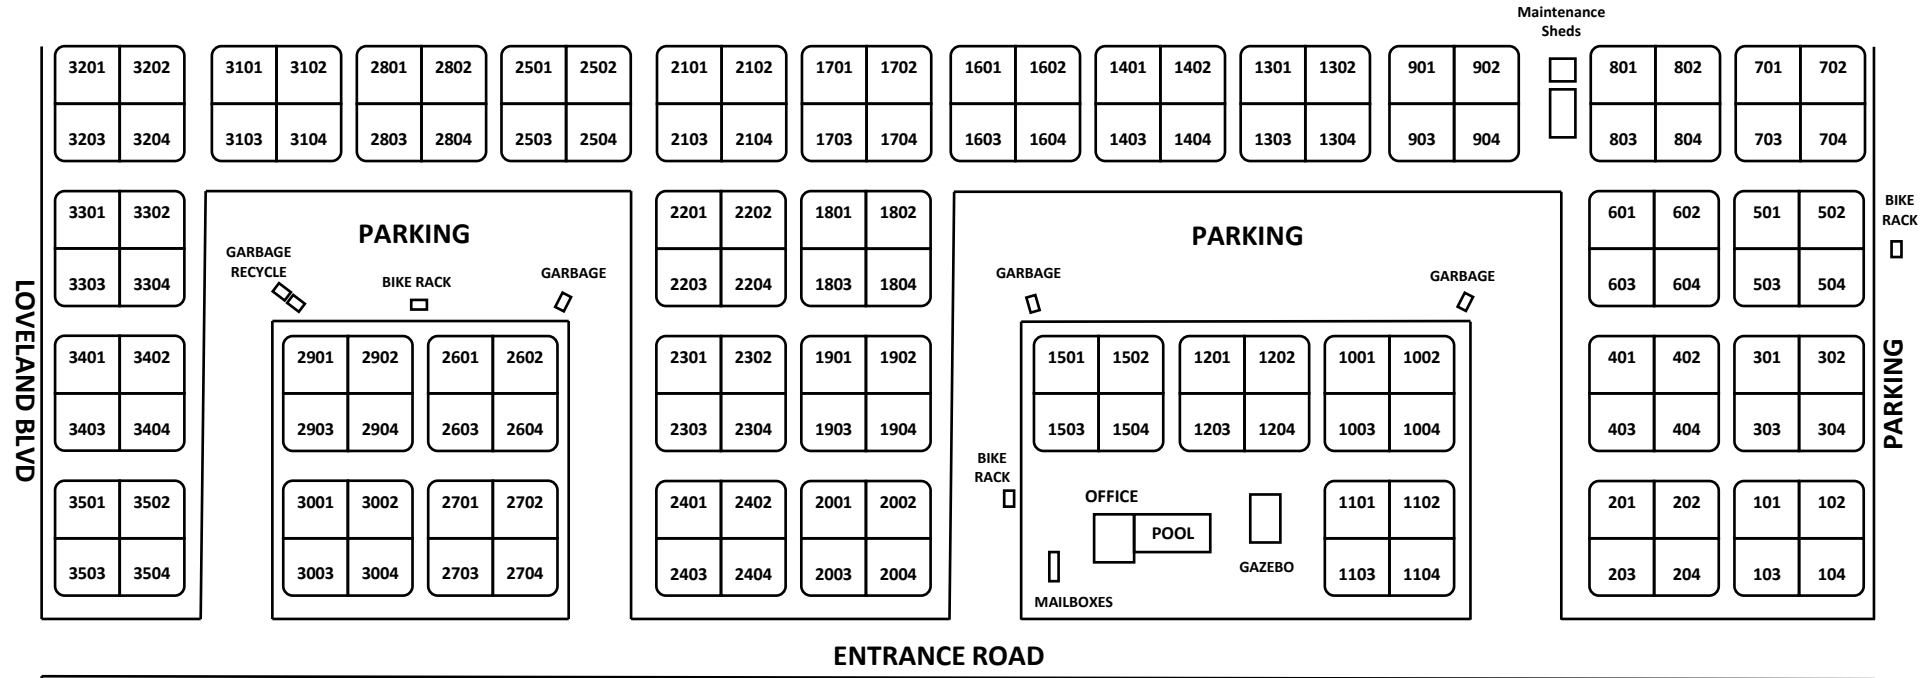 Maintenance
Sheds
3201 3202 3101 3102 2801 2802 2501 2502 2101 2102 1701 1702 1601 1602 1401 1402 1301 1302 901 902 801 802 701 702
3203 3204 3103 3104 2803 2804 2503 2504 2103 2104 1703 1704 1603 1604 1403 1404 1303 1304 903 904 803 804 703 704
3301 3302 2201 2202 1801 1802 601 602 501 502
BIKE
RACK
PARKING
PARKING
GARBAGE
RECYCLE
BIKE RACK
GARBAGE
GARBAGE
GARBAGE
3303 3304 2203 2204 1803 1804 603 604 503 504
LOVELAND BLVD
3401 3402 2901 2902 2601 2602 2301 2302 1901 1902 1501 1502 1201 1202 1001 1002 401 402 301 302
PARKING
3403 3404 2903 2904 2603 2604 2303 2304 1903 1904 1503 1504 1203 1204 1003 1004 403 404 303 304
BIKE
RACK
OFFICE
3501 3502 3001 3002 2701 2702 2401 2402 2001 2002 1101 1102 201 202 101 102
POOL
GAZEBO
3503 3504 3003 3004 2703 2704 2403 2404 2003 2004 1103 1104 203 204 103 104
MAILBOXES
ENTRANCE ROAD